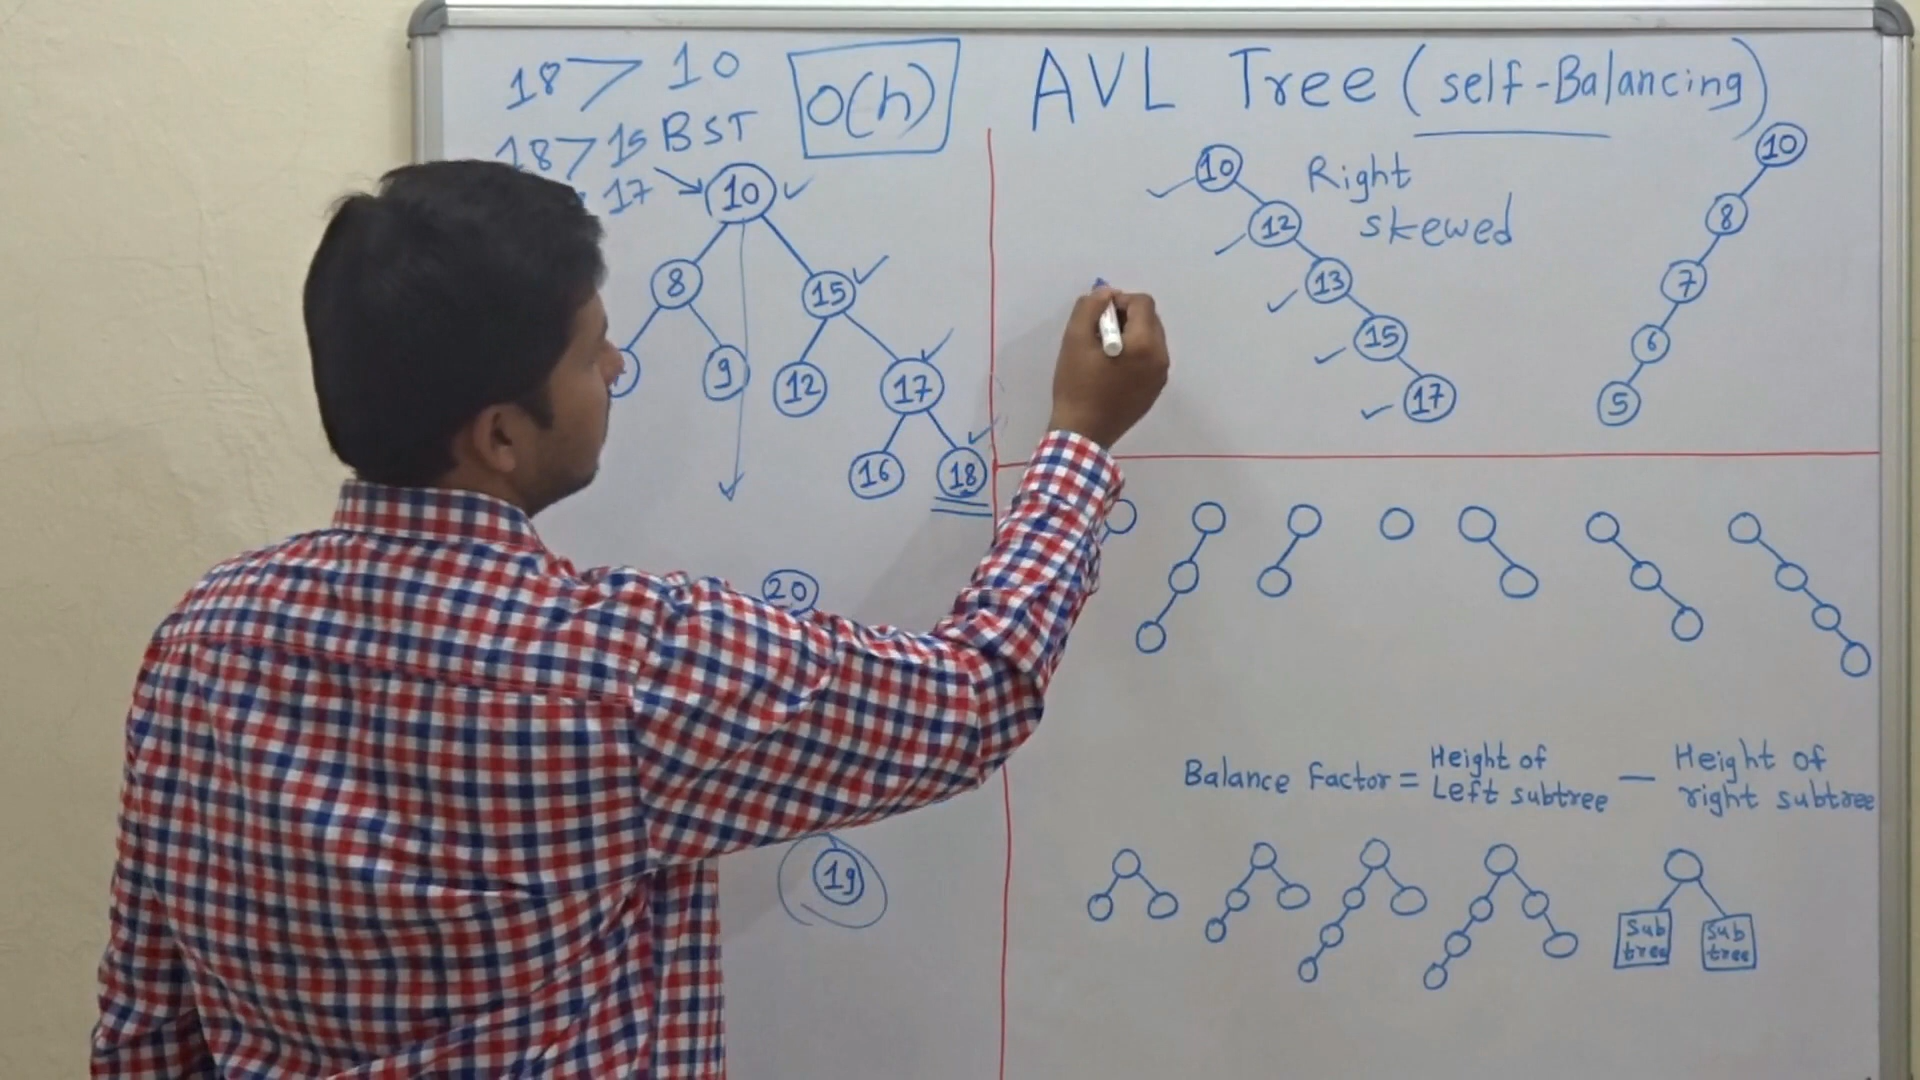 18 > 10
O(h)
AVL Tree (self-Balancing)
18 > 15 BST
17
10
8
15
9
12
17
16
18
20
19
Right
skewed
10
12
13
15
17
10
8
7
6
5
Balance Factor = Height of Left subtree — Height of right subtree
Sub
tree
Sub
tree